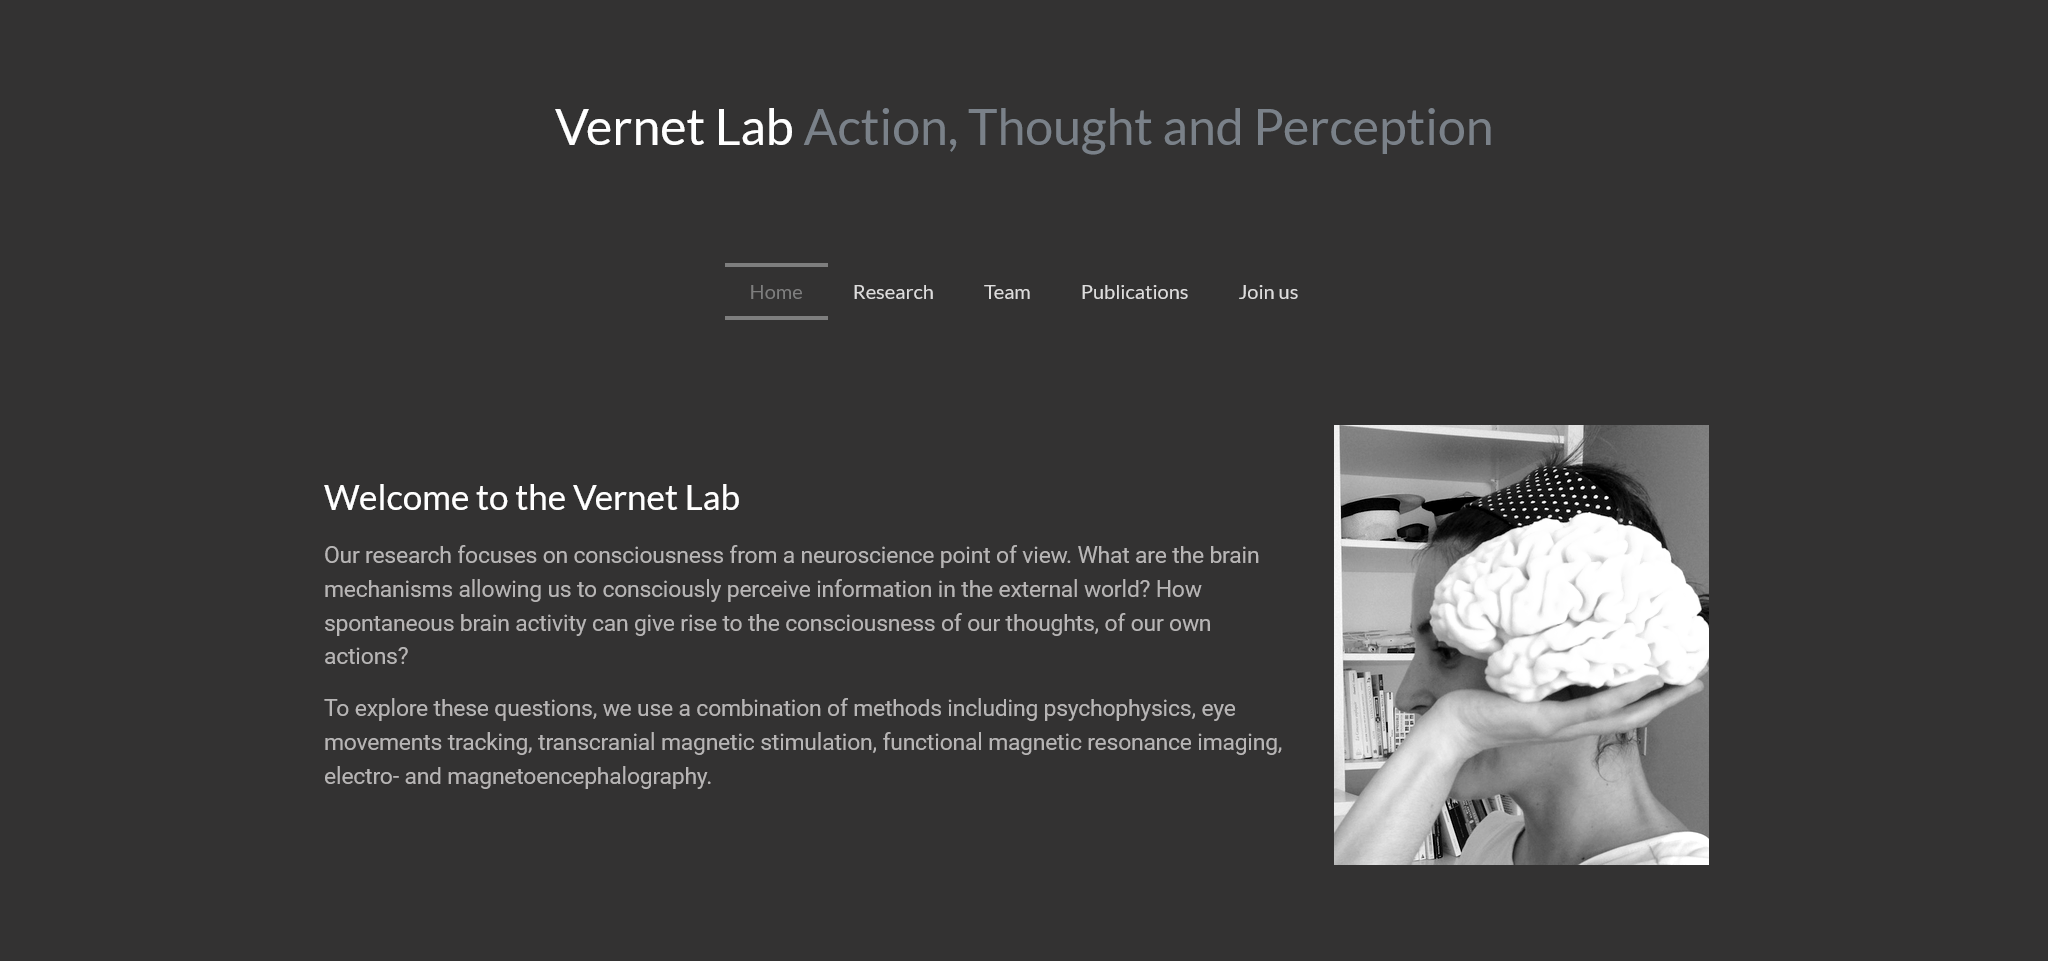 Vernet Lab Action, Thought and Perception
Home Research Team Publications Join us
Welcome to the Vernet Lab
Our research focuses on consciousness from a neuroscience point of view. What are the brain
mechanisms allowing us to consciously perceive information in the external world? How
spontaneous brain activity can give rise to the consciousness of our thoughts, of our own
actions?
To explore these questions, we use a combination of methods including psychophysics, eye
movements tracking, transcranial magnetic stimulation, functional magnetic resonance imaging,
electro- and magnetoencephalography.